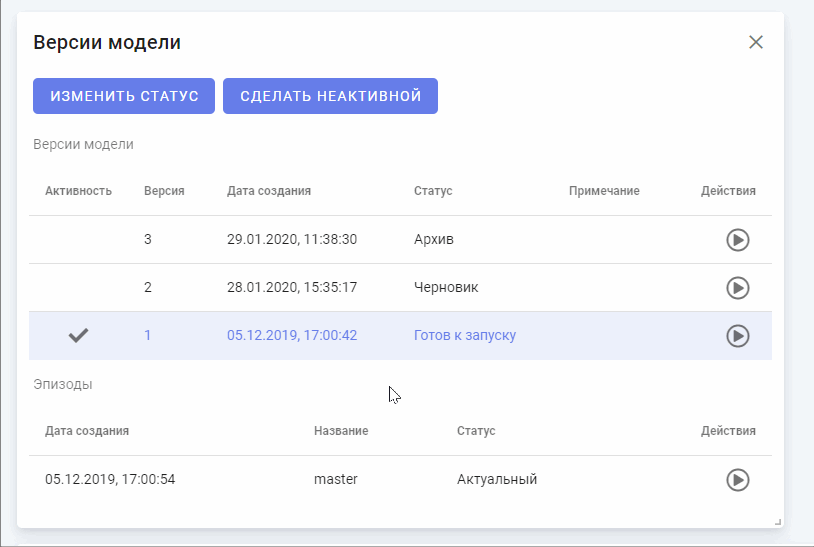 Версии модели
ИЗМЕНИТЬ СТАТУС СДЕЛАТЬ НЕАКТИВНОЙ
Версии модели
Активность Версия Дата создания Статус Примечание Действия
3 29.01.2020, 11:38:30 Архив
2 28.01.2020, 15:35:17 Черновик
1 05.12.2019, 17:00:42 Готов к запуску
Эпизоды
Дата создания Название Статус Действия
05.12.2019, 17:00:54 master Актуальный